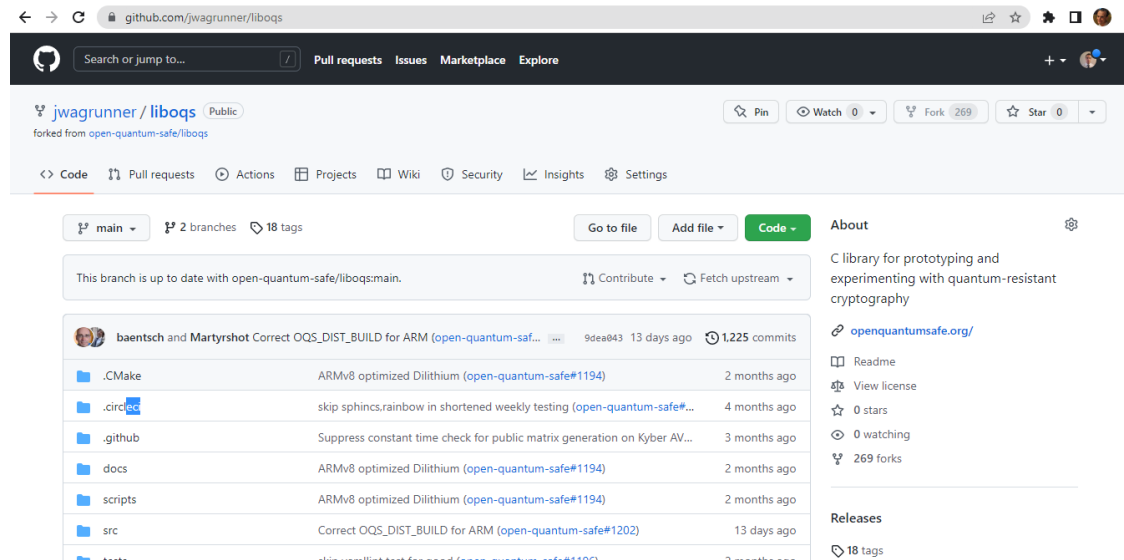 github.com/jwagrunner/liboqs
Search or jump to... / Pull requests Issues Marketplace Explore
jwagrunner / liboqs Public
Pin Watch 0 Fork 269 Star 0
forked from open-quantum-safe/liboqs
<> Code Pull requests Actions Projects Wiki Security Insights Settings
main 2 branches 18 tags
Go to file Add file Code
This branch is up to date with open-quantum-safe/liboqs:main.
Contribute Fetch upstream
baentsch and Martyrshot Correct OQS_DIST_BUILD for ARM (open-quantum-saf... ... 9dea043 13 days ago 1,225 commits
.CMake ARMv8 optimized Dilithium (open-quantum-safe#1194) 2 months ago
.circleci skip sphincs,rainbow in shortened weekly testing (open-quantum-safe#... 4 months ago
.github Suppress constant time check for public matrix generation on Kyber AV... 3 months ago
docs ARMv8 optimized Dilithium (open-quantum-safe#1194) 2 months ago
scripts ARMv8 optimized Dilithium (open-quantum-safe#1194) 2 months ago
src Correct OQS_DIST_BUILD for ARM (open-quantum-safe#1202) 13 days ago
About
C library for prototyping and
experimenting with quantum-resistant
cryptography
openquantumsafe.org/
Readme
View license
0 stars
0 watching
269 forks
Releases
18 tags